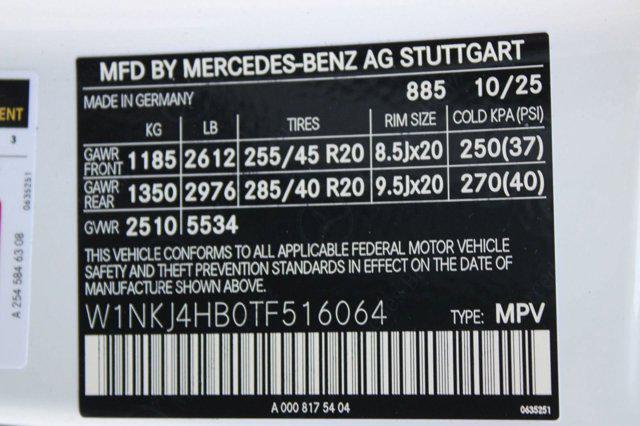 MFD BY MERCEDES-BENZ AG STUTTGART
MADE IN GERMANY 885 10/25
KG LB TIRES RIM SIZE COLD KPA(PSI)
GAWR FRONT 1185 2612 255/45 R20 8.5Jx20 250(37)
GAWR REAR 1350 2976 285/40 R20 9.5Jx20 270(40)
GVWR 2510 5534
THIS VEHICLE CONFORMS TO ALL APPLICABLE FEDERAL MOTOR VEHICLE
SAFETY AND THEFT PREVENTION STANDARDS IN EFFECT ON THE DATE OF
MANUFACTURE SHOWN ABOVE.
W1NKJ4HB0TF516064 TYPE: MPV
A 000 817 54 04 0635251
ENT
3
0635251
A 254 584 63 08